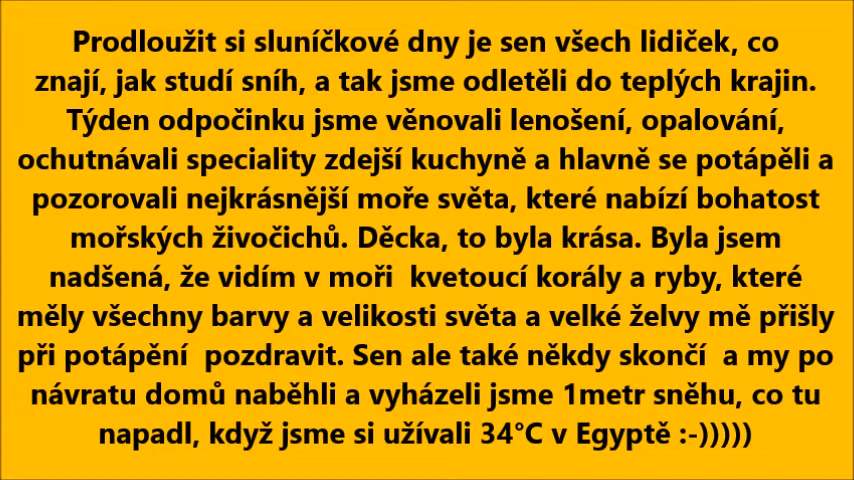 Prodloužit si sluníčkové dny je sen všech lidiček, co
znají, jak studí sníh, a tak jsme odletěli do teplých krajin.
Týden odpočinku jsme věnovali lenošení, opalování,
ochutnávali speciality zdejší kuchyně a hlavně se potápěli a
pozorovali nejkrásnější moře světa, které nabízí bohatost
mořských živočichů. Děcka, to byla krása. Byla jsem
nadšená, že vidím v moři  kvetoucí korály a ryby, které
měly všechny barvy a velikosti světa a velké želvy mě přišly
při potápění  pozdravit. Sen ale také někdy skončí  a my po
návratu domů naběhli a vyházeli jsme 1metr sněhu, co tu
napadl, když jsme si užívali 34°C v Egyptě :-)))))